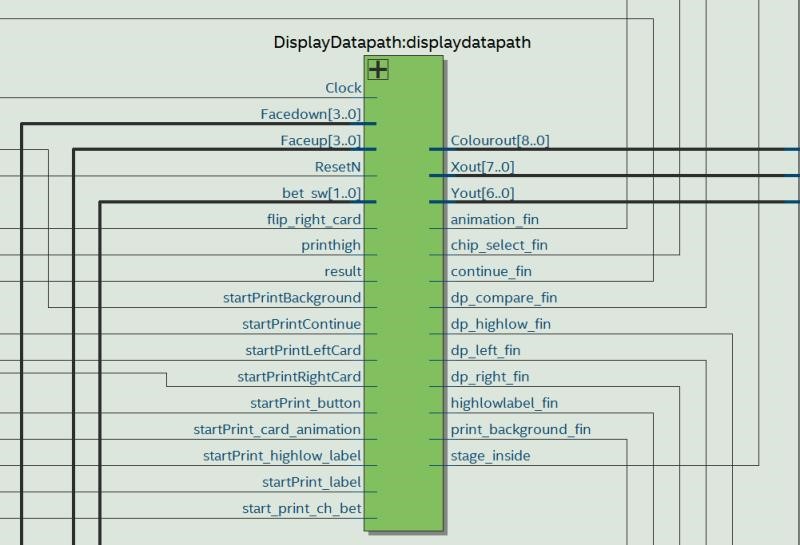 DisplayDatapath:displaydatapath
Clock
Facedown[3..0]
Faceup[3..0]
Colourout[8..0]
ResetN
Xout[7..0]
bet_sw[1..0]
Yout[6..0]
flip_right_card
animation_fin
printhigh
chip_select_fin
result
continue_fin
startPrintBackground
dp_compare_fin
startPrintContinue
dp_highlow_fin
startPrintLeftCard
dp_left_fin
startPrintRightCard
dp_right_fin
startPrint_button
highlowlabel_fin
startPrint_card_animation
print_background_fin
startPrint_highlow_label
stage_inside
startPrint_label
start_print_ch_bet